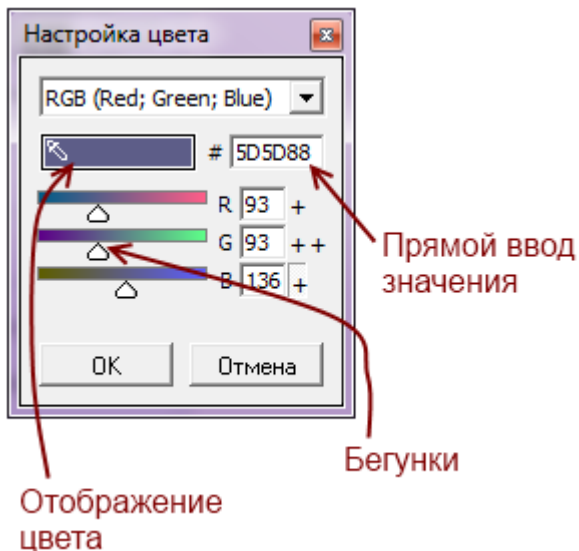 Настройка цвета
RGB (Red; Green; Blue)
# 5D5D88
R 93 +
G 93 ++
B 136 +
Прямой ввод
значения
OK Отмена
Бегунки
Отображение
цвета